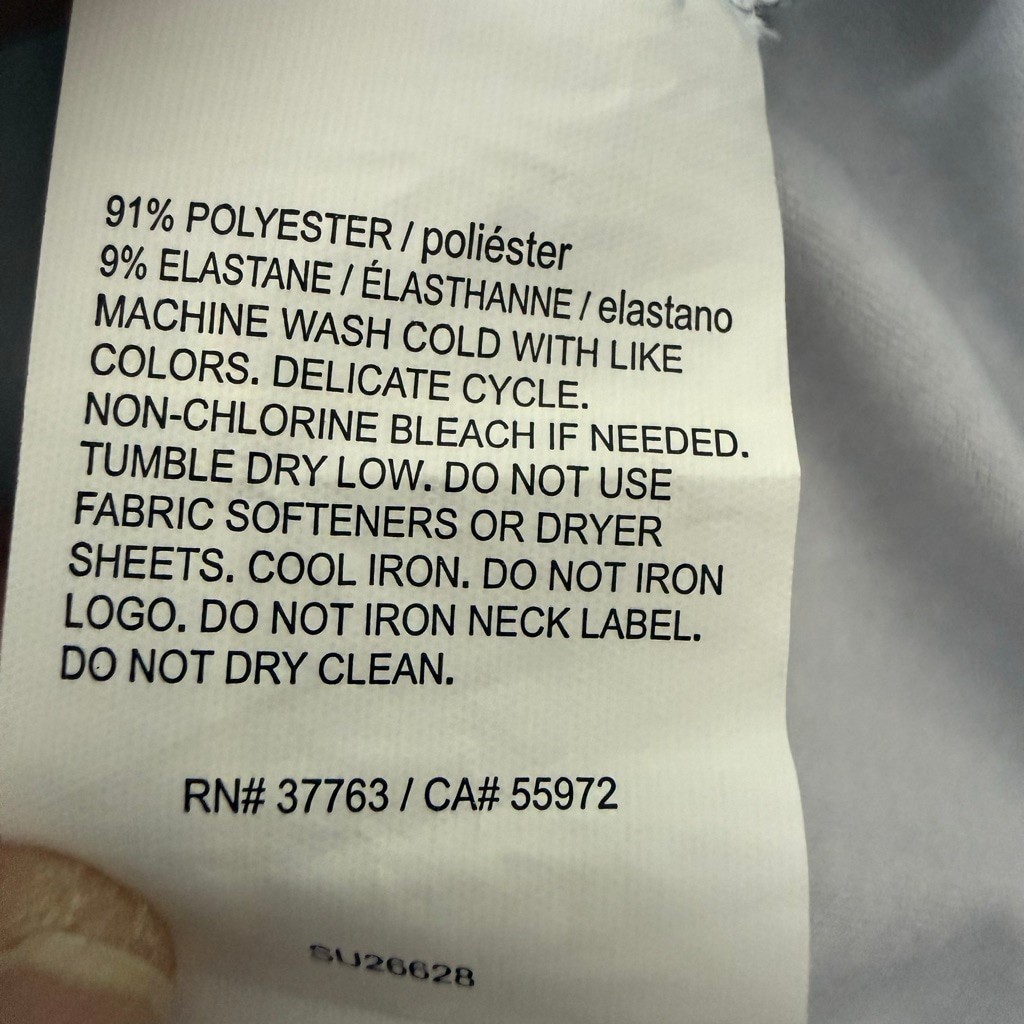 91% POLYESTER / poliéster
9% ELASTANE / ÉLASTHANNE / elastano
MACHINE WASH COLD WITH LIKE
COLORS. DELICATE CYCLE.
NON-CHLORINE BLEACH IF NEEDED.
TUMBLE DRY LOW. DO NOT USE
FABRIC SOFTENERS OR DRYER
SHEETS. COOL IRON. DO NOT IRON
LOGO. DO NOT IRON NECK LABEL.
DO NOT DRY CLEAN.
RN# 37763 / CA# 55972
SU26628